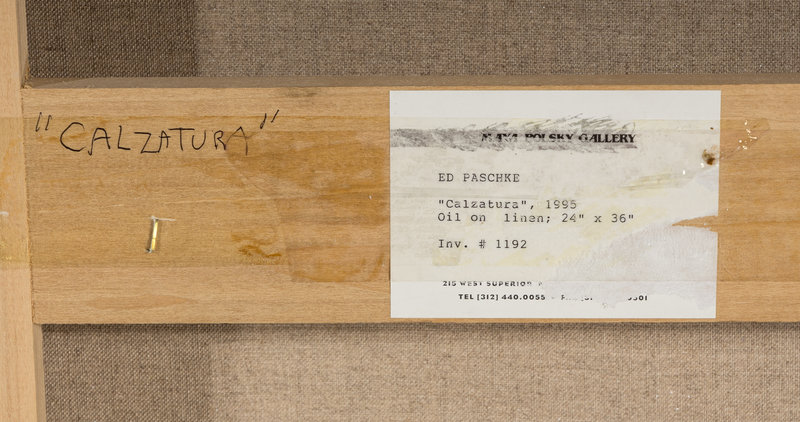 "CALZATURA"
MAYA POLSKY GALLERY
ED PASCHKE
"Calzatura", 1995
Oil on linen; 24" x 36"
Inv. # 1192
215 WEST SUPERIOR
TEL [312] 440.0055